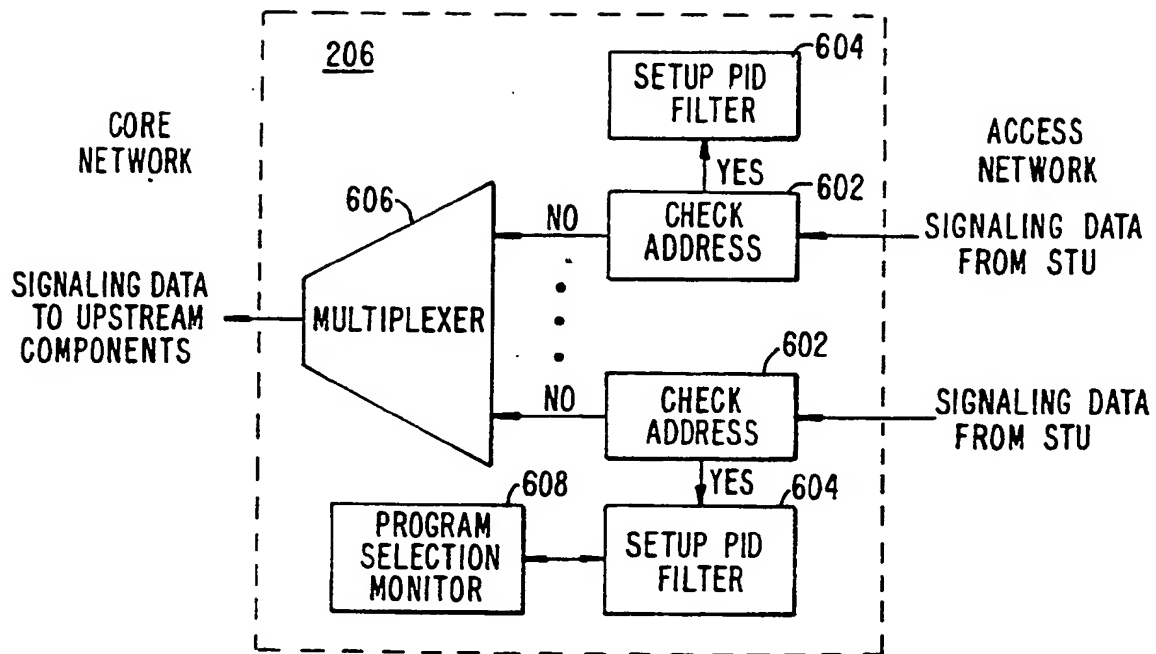 206
604
SETUP PID
FILTER
CORE
NETWORK
ACCESS
NETWORK
YES
602
606
NO
CHECK
ADDRESS
SIGNALING DATA
FROM STU
SIGNALING DATA
TO UPSTREAM
COMPONENTS
MULTIPLEXER
602
NO
CHECK
ADDRESS
SIGNALING DATA
FROM STU
YES
604
608
PROGRAM
SELECTION
MONITOR
SETUP PID
FILTER